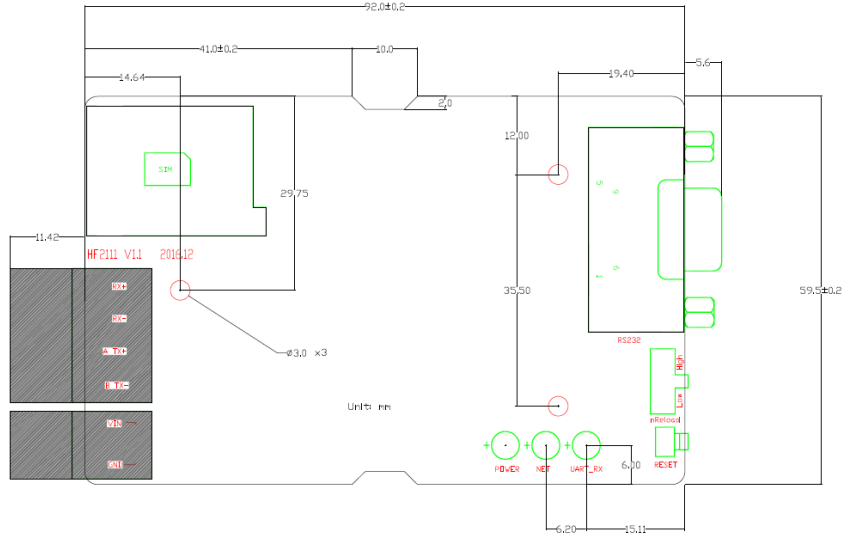 92.0±0.2
41.0±0.2
10.0
14.64
19.40
5.6
2.0
12.00
SIM
29.75
5
9
11.42
HF2111 V1.1 2016.12
6
1
RX+
35.50
59.5±0.2
RX-
RS232
A TX+
Ø3.0 ×3
High
B TX-
Low
Unit: mm
nReload
VIN
+ + +
GND
POWER
NET
UART_RX
6.00
RESET
6.20
15.11